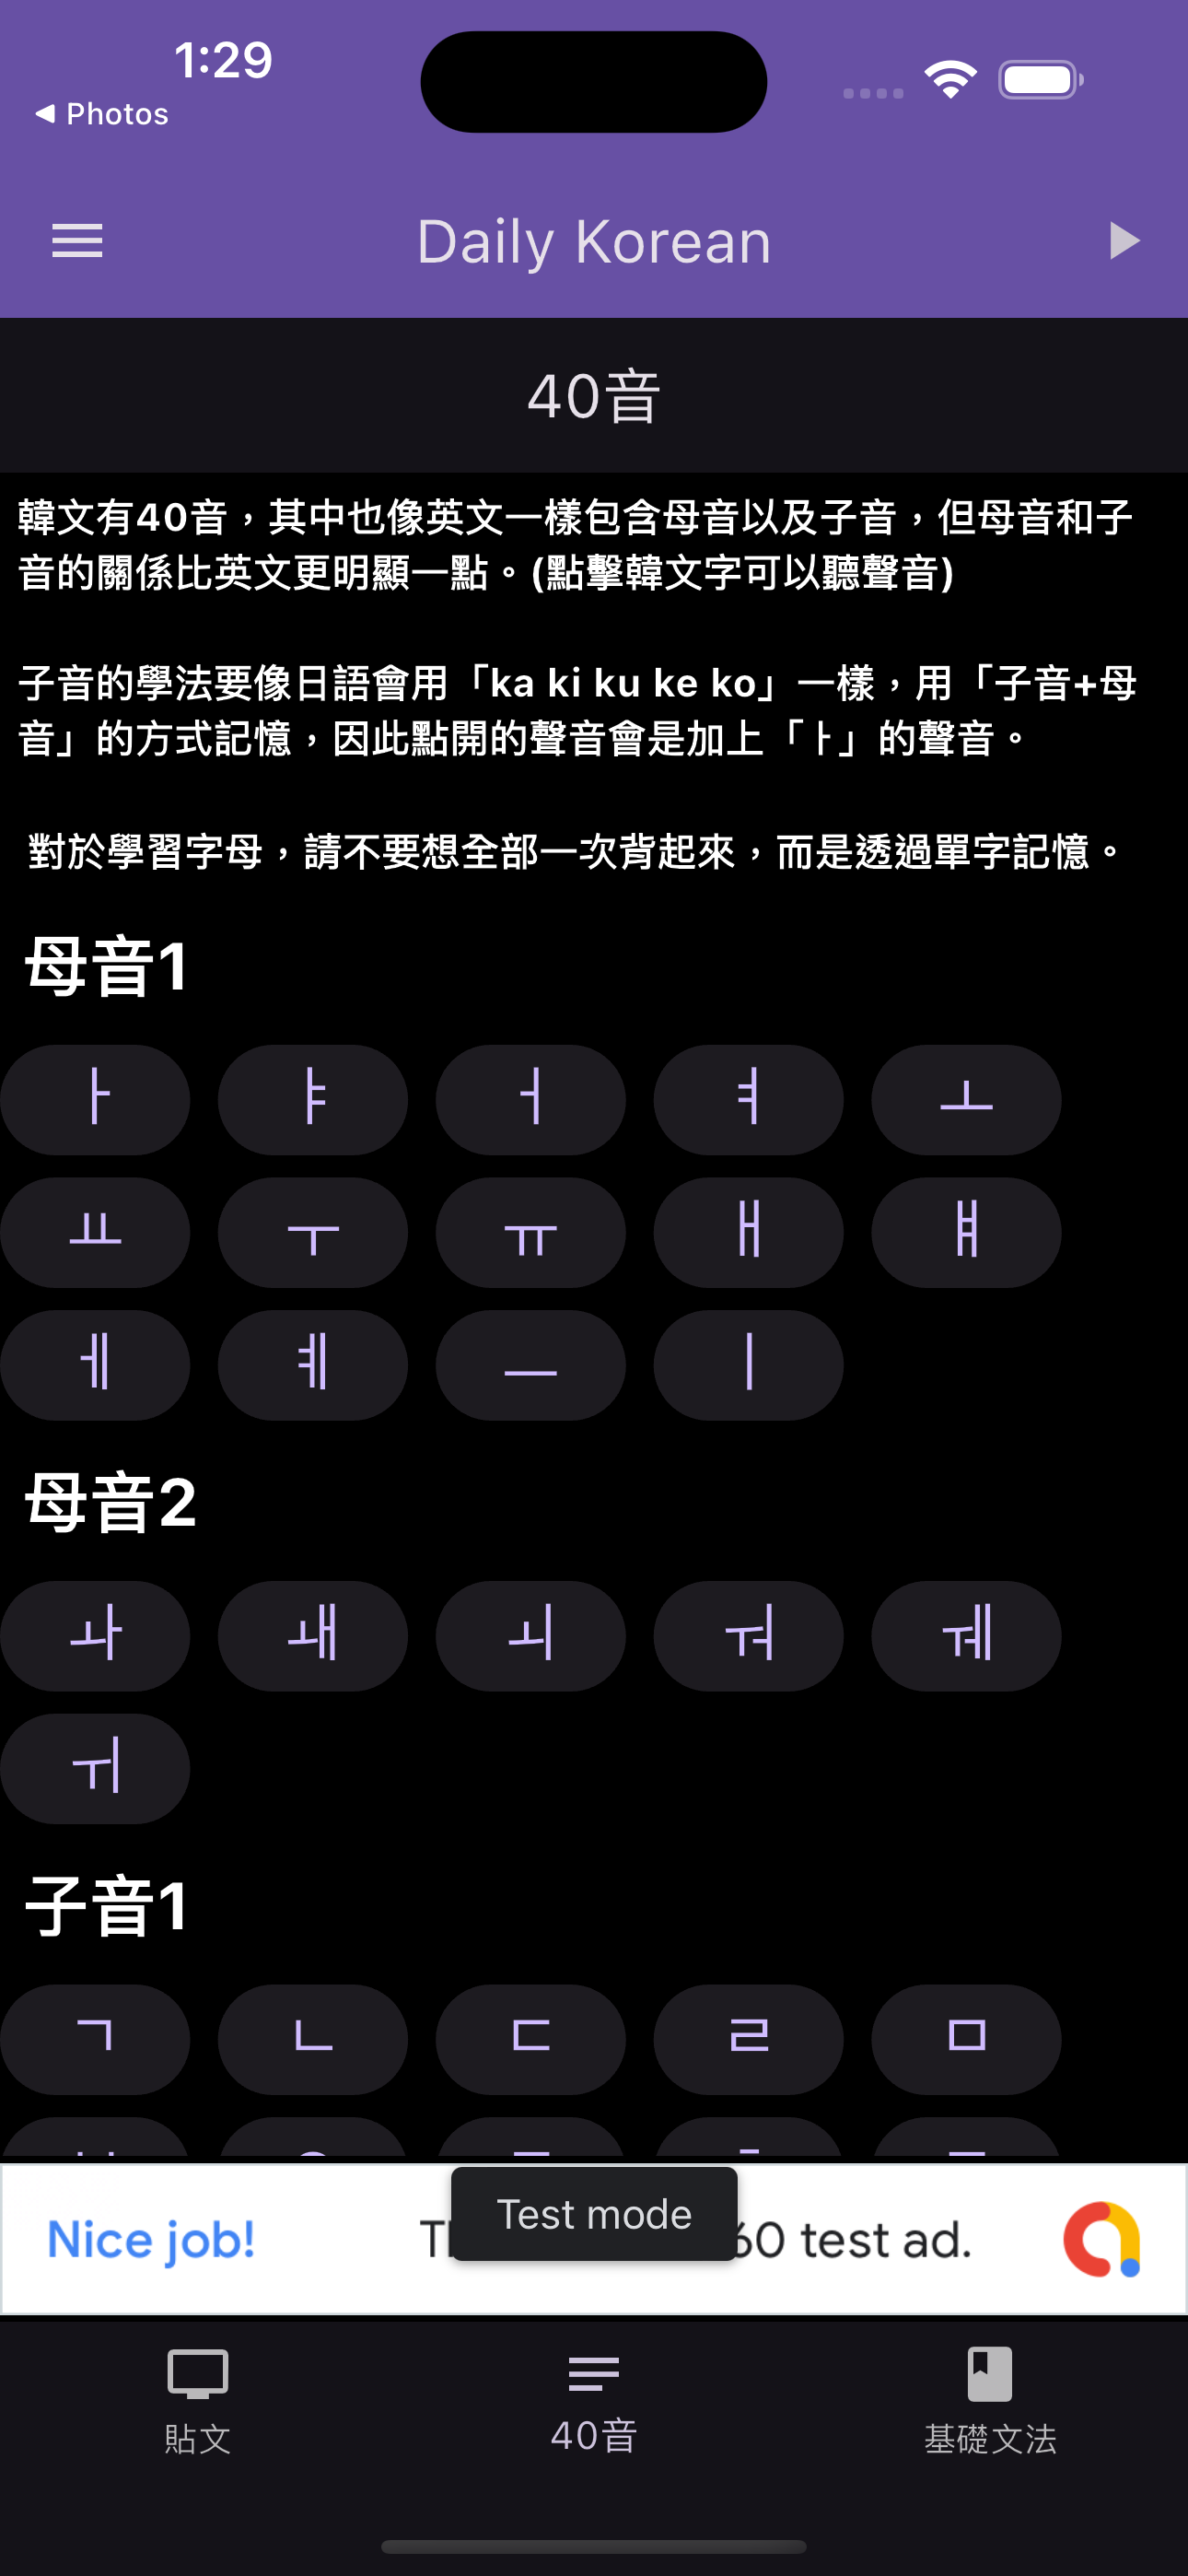 1:29
Photos
Daily Korean
40音
韓文有40音，其中也像英文一樣包含母音以及子音，但母音和子
音的關係比英文更明顯一點。(點擊韓文字可以聽聲音)
子音的學法要像日語會用「ka ki ku ke ko」一樣，用「子音+母
音」的方式記憶，因此點開的聲音會是加上「ㅏ」的聲音。
對於學習字母，請不要想全部一次背起來，而是透過單字記憶。
母音1
ㅏ ㅑ ㅓ ㅕ ㅗ
ㅛ ㅜ ㅠ ㅐ ㅒ
ㅔ ㅖ ㅡ ㅣ
母音2
ㅘ ㅙ ㅚ ㅝ ㅞ
ㅟ
子音1
ㄱ ㄴ ㄷ ㄹ ㅁ
Test mode
Nice job! test ad.
貼文 40音 基礎文法